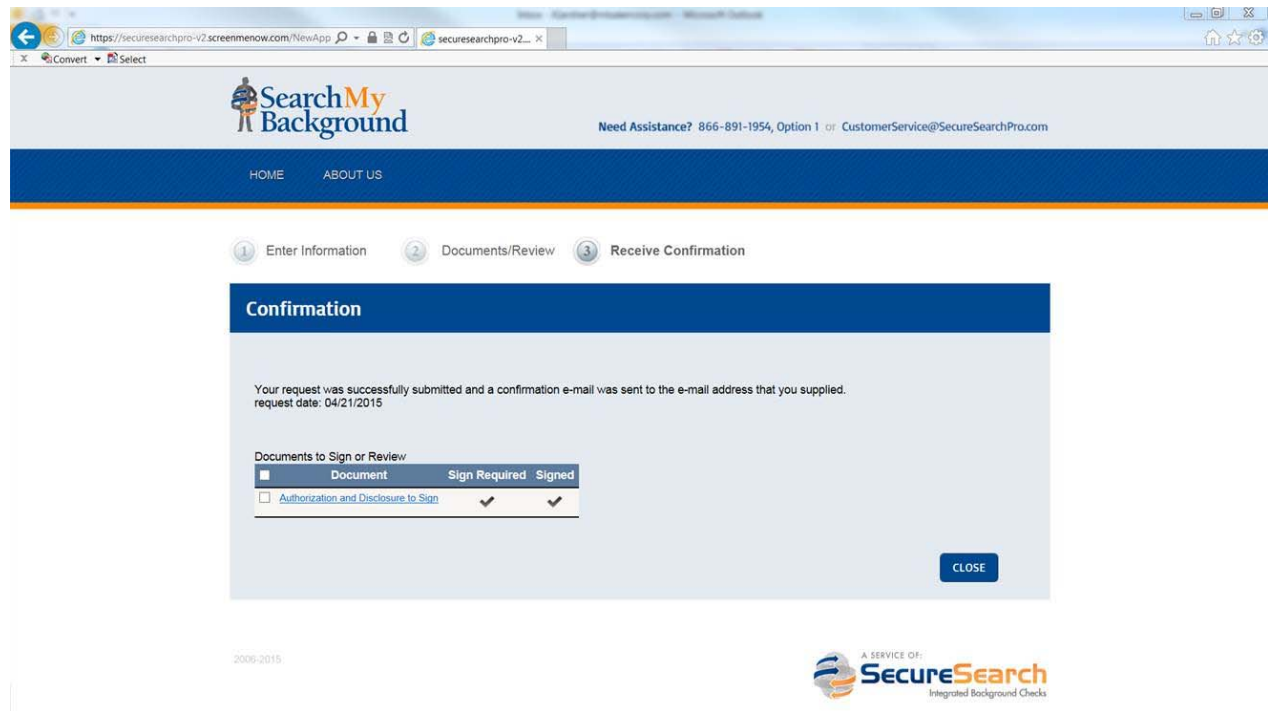 Microsoft Outlook
https://securesearchpro-v2.screenmenow.com/NewApp
securesearchpro-v2...
x Convert Select
SearchMy
Background
Need Assistance? 866-891-1954, Option 1 or CustomerService@SecureSearchPro.com
HOME ABOUT US
1 Enter Information 2 Documents/Review 3 Receive Confirmation
Confirmation
Your request was successfully submitted and a confirmation e-mail was sent to the e-mail address that you supplied.
request date: 04/21/2015
Documents to Sign or Review
Document Sign Required Signed
Authorization and Disclosure to Sign
CLOSE
2006-2015
A SERVICE OF:
SecureSearch
Integrated Background Checks